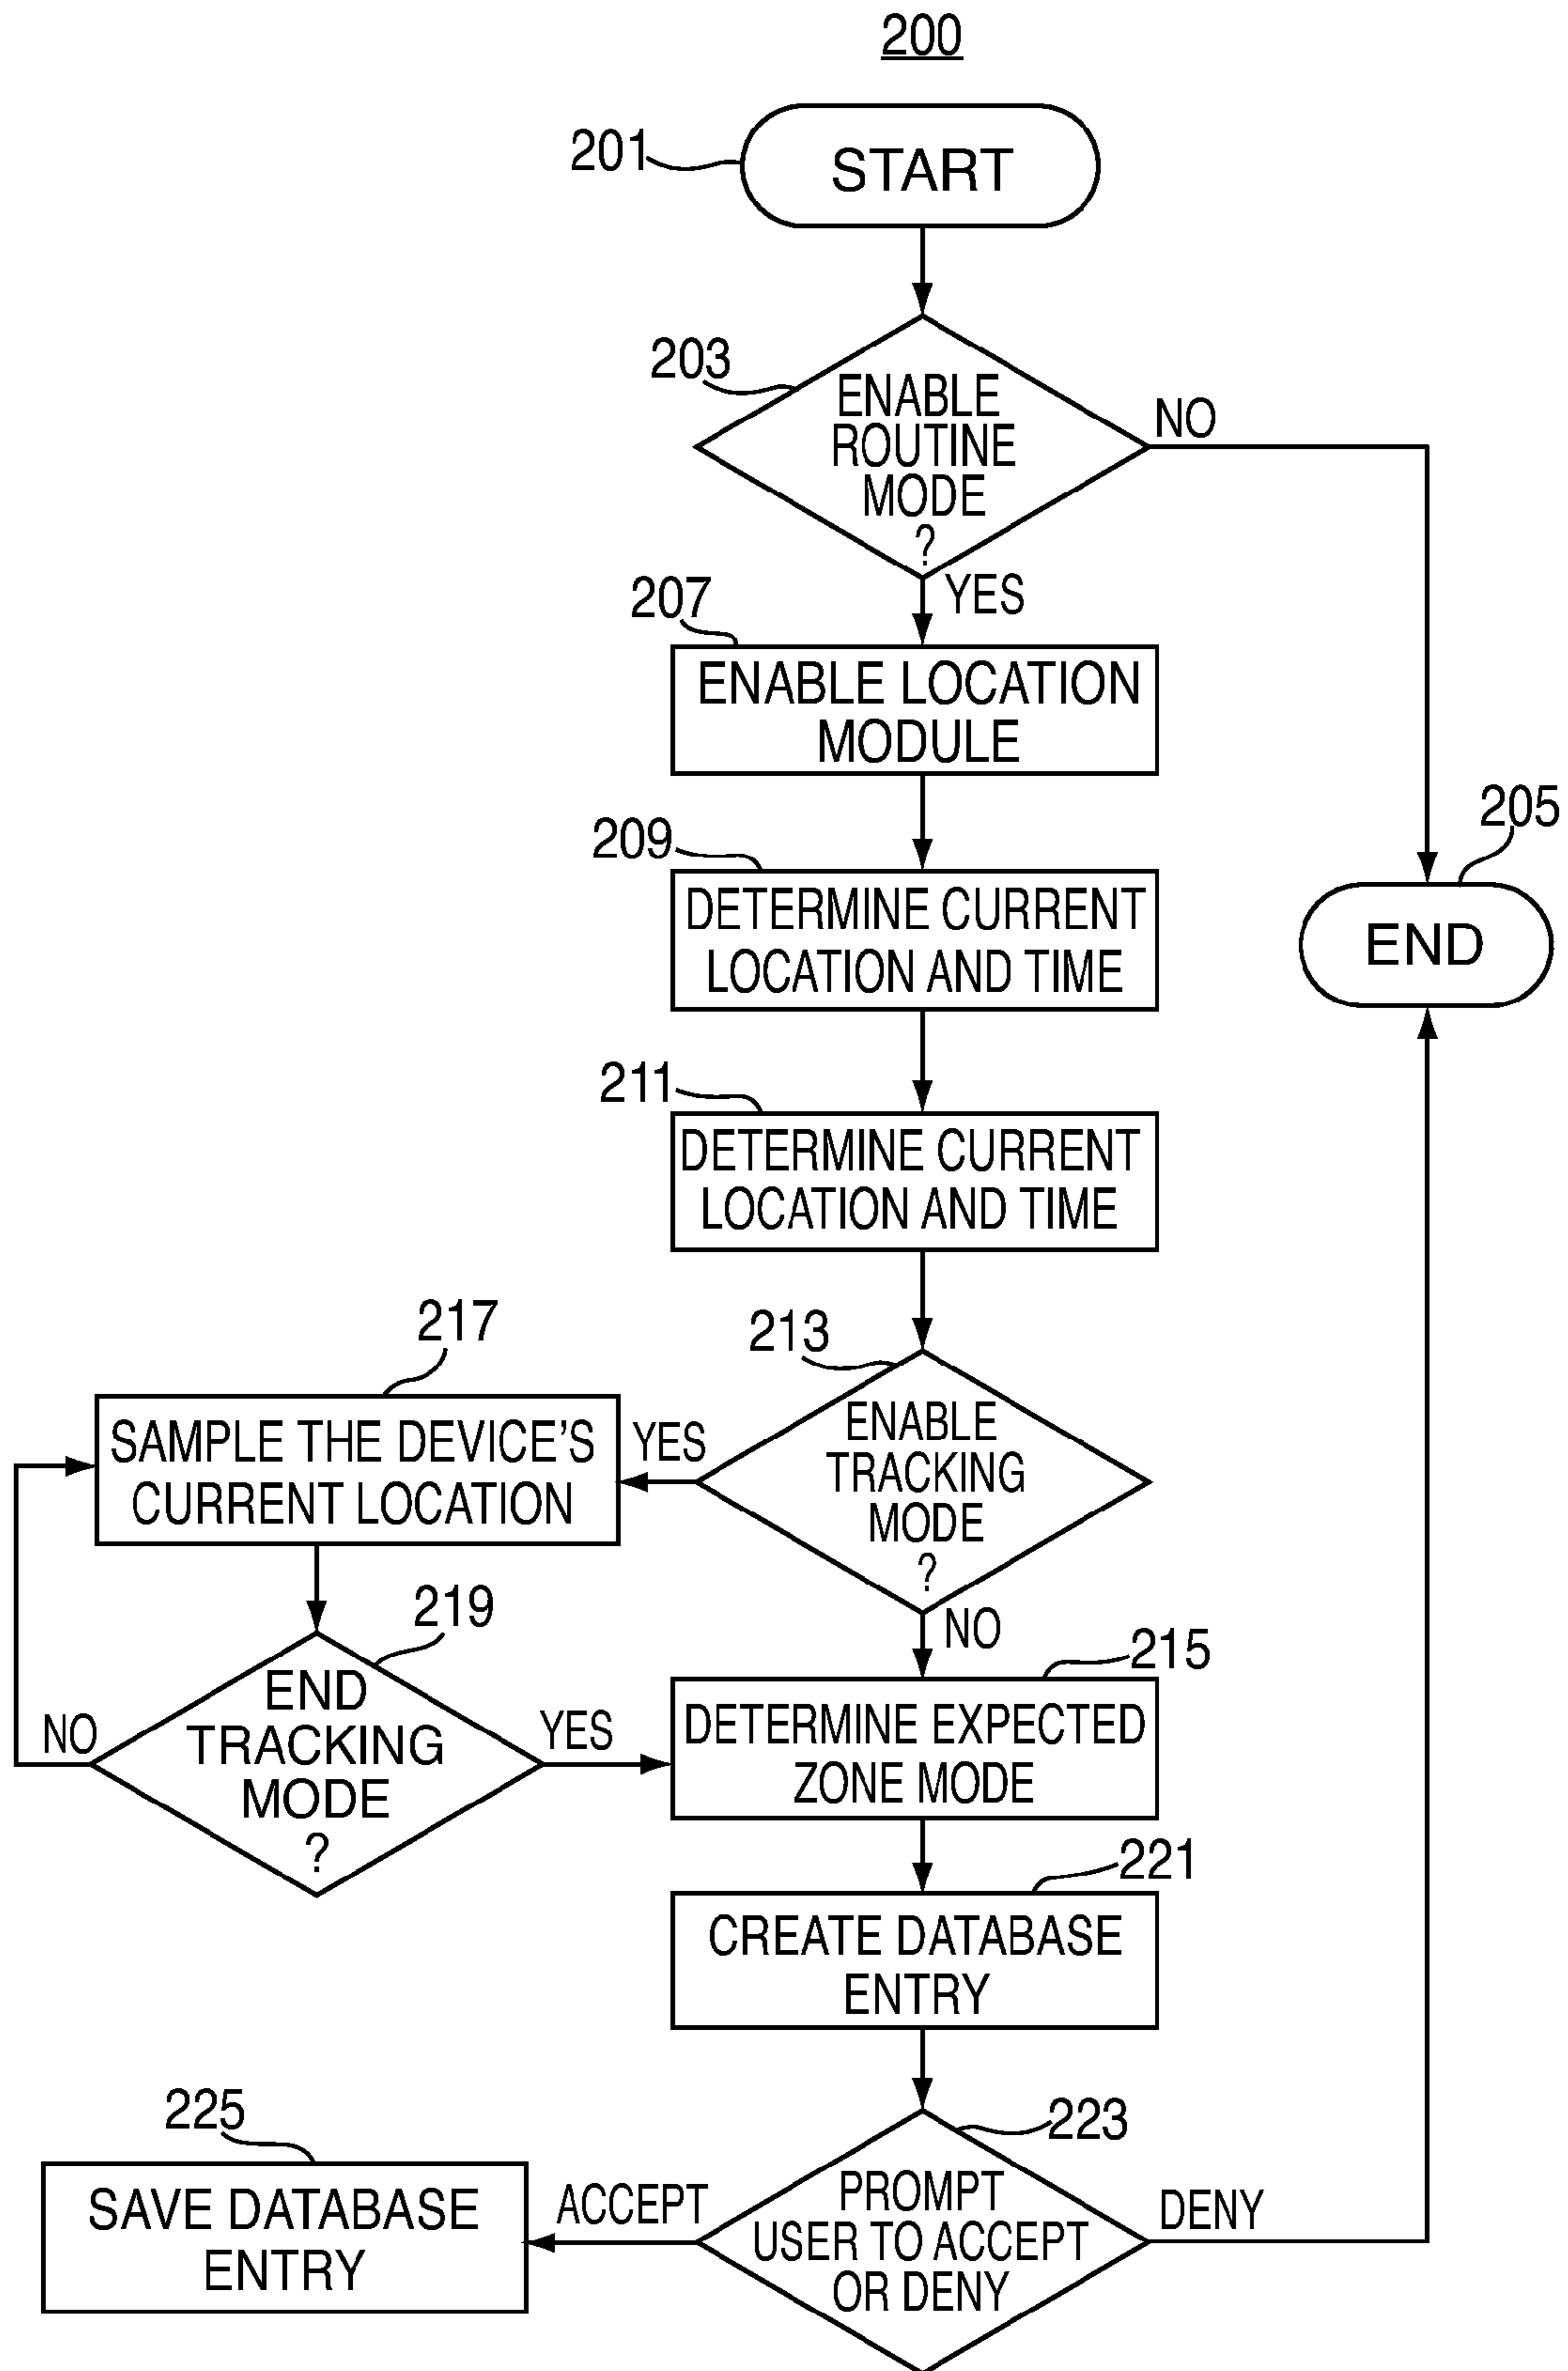 200
201
START
203
ENABLE
ROUTINE
MODE
?
NO
YES
207
ENABLE LOCATION
MODULE
205
END
209
DETERMINE CURRENT
LOCATION AND TIME
211
DETERMINE CURRENT
LOCATION AND TIME
213
ENABLE
TRACKING
MODE
?
YES
NO
217
SAMPLE THE DEVICE'S
CURRENT LOCATION
219
END
TRACKING
MODE
?
NO
YES
215
DETERMINE EXPECTED
ZONE MODE
221
CREATE DATABASE
ENTRY
223
PROMPT
USER TO ACCEPT
OR DENY
ACCEPT
DENY
225
SAVE DATABASE
ENTRY